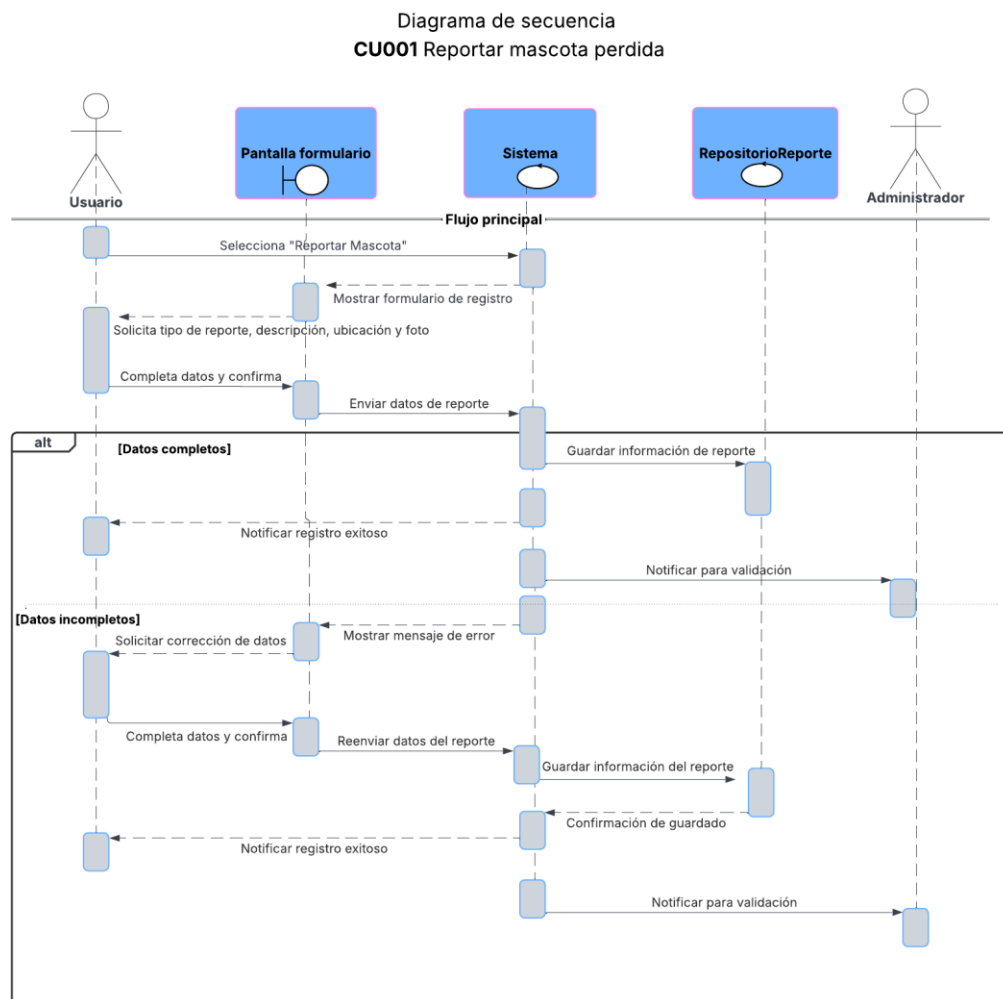 Diagrama de secuencia
CU001 Reportar mascota perdida
Usuario
Pantalla formulario
Sistema
RepositorioReporte
Administrador
Flujo principal
Selecciona "Reportar Mascota"
Mostrar formulario de registro
Solicita tipo de reporte, descripción, ubicación y foto
Completa datos y confirma
Enviar datos de reporte
alt
[Datos completos]
Guardar información de reporte
Notificar registro exitoso
Notificar para validación
[Datos incompletos]
Mostrar mensaje de error
Solicitar corrección de datos
Completa datos y confirma
Reenviar datos del reporte
Guardar información del reporte
Confirmación de guardado
Notificar registro exitoso
Notificar para validación